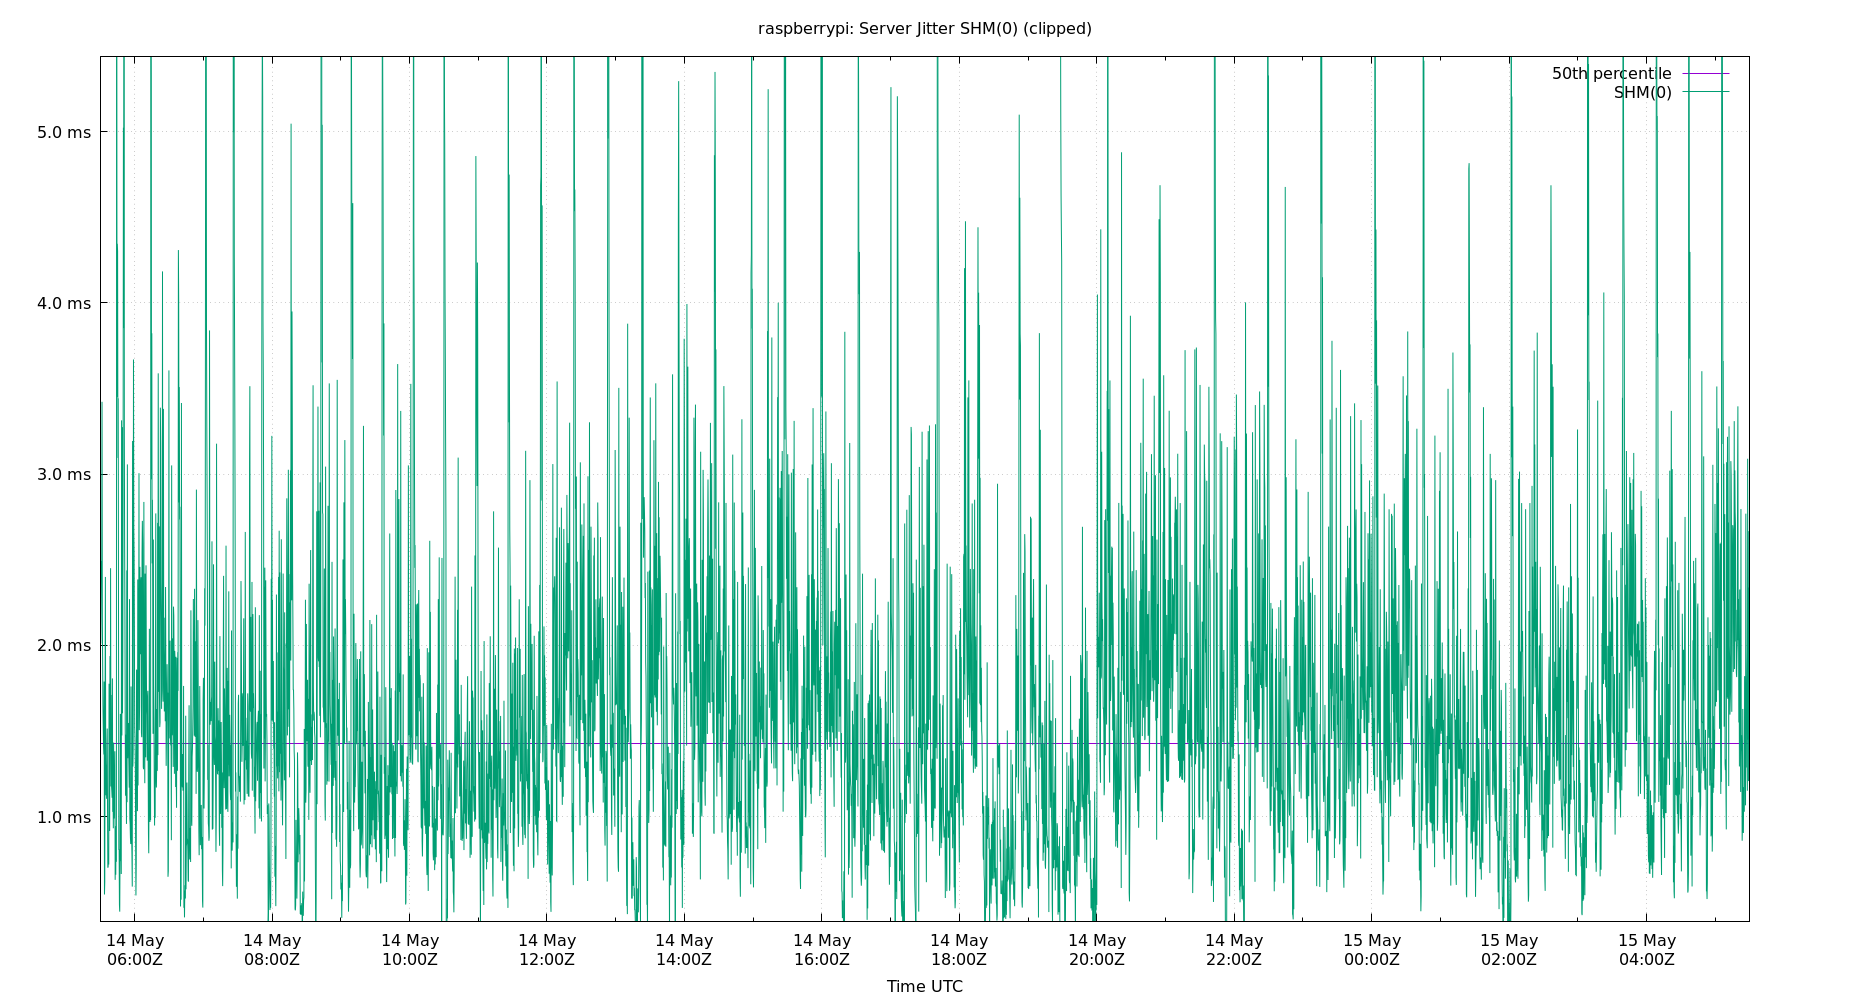 raspberrypi: Server Jitter SHM(0) (clipped)
50th percentile
SHM(0)
5.0 ms
4.0 ms
3.0 ms
2.0 ms
1.0 ms
14 May 14 May 14 May 14 May 14 May 14 May 14 May 14 May 14 May 15 May 15 May 15 May
06:00Z 08:00Z 10:00Z 12:00Z 14:00Z 16:00Z 18:00Z 20:00Z 22:00Z 00:00Z 02:00Z 04:00Z
Time UTC